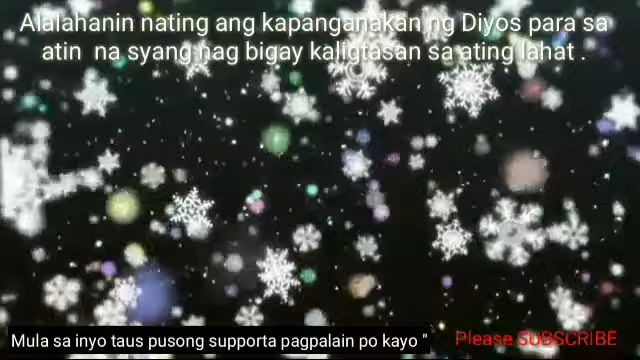 Alalahanin nating ang kapanganakan ng Diyos para sa
atin na syang nag bigay kaligtasan sa ating lahat .
Mula sa inyo taus pusong supporta pagpalain po kayo "
Please SUBSCRIBE